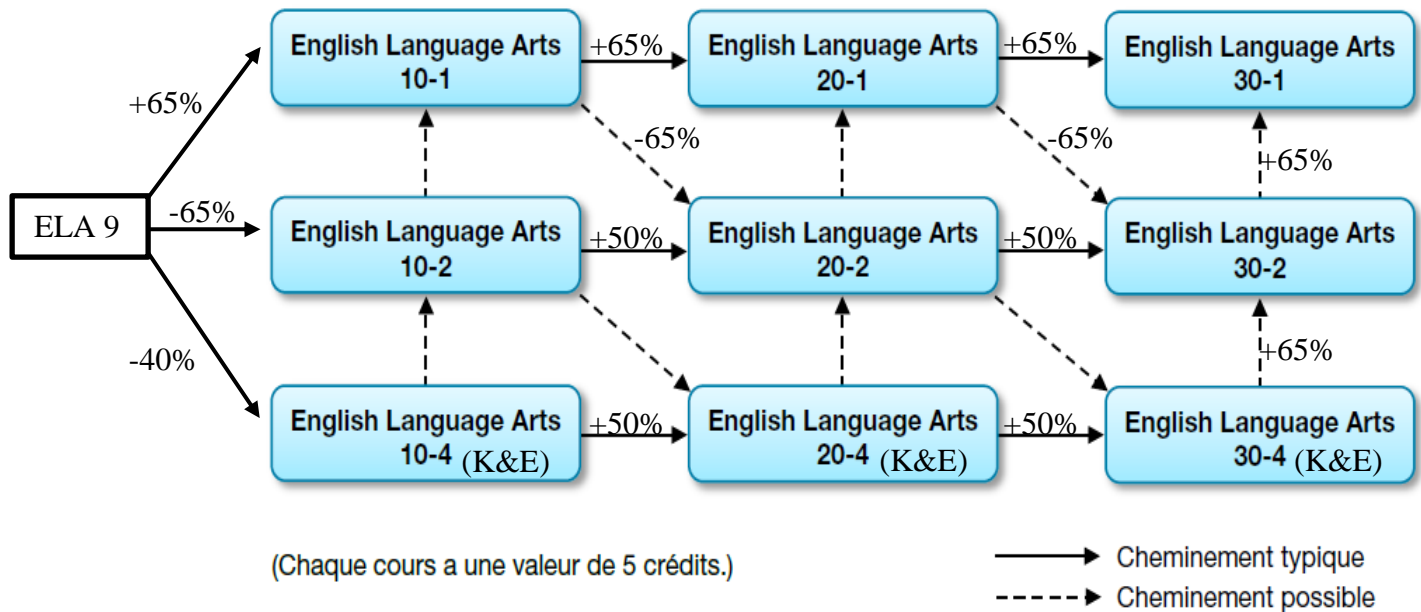 English Language Arts
10-1
+65%
English Language Arts
20-1
+65%
English Language Arts
30-1
+65%
-65%
-65%
+65%
ELA 9
-65%
English Language Arts
10-2
+50%
English Language Arts
20-2
+50%
English Language Arts
30-2
-40%
+65%
English Language Arts
10-4 (K&E)
+50%
English Language Arts
20-4 (K&E)
+50%
English Language Arts
30-4 (K&E)
(Chaque cours a une valeur de 5 crédits.)
Cheminement typique
Cheminement possible